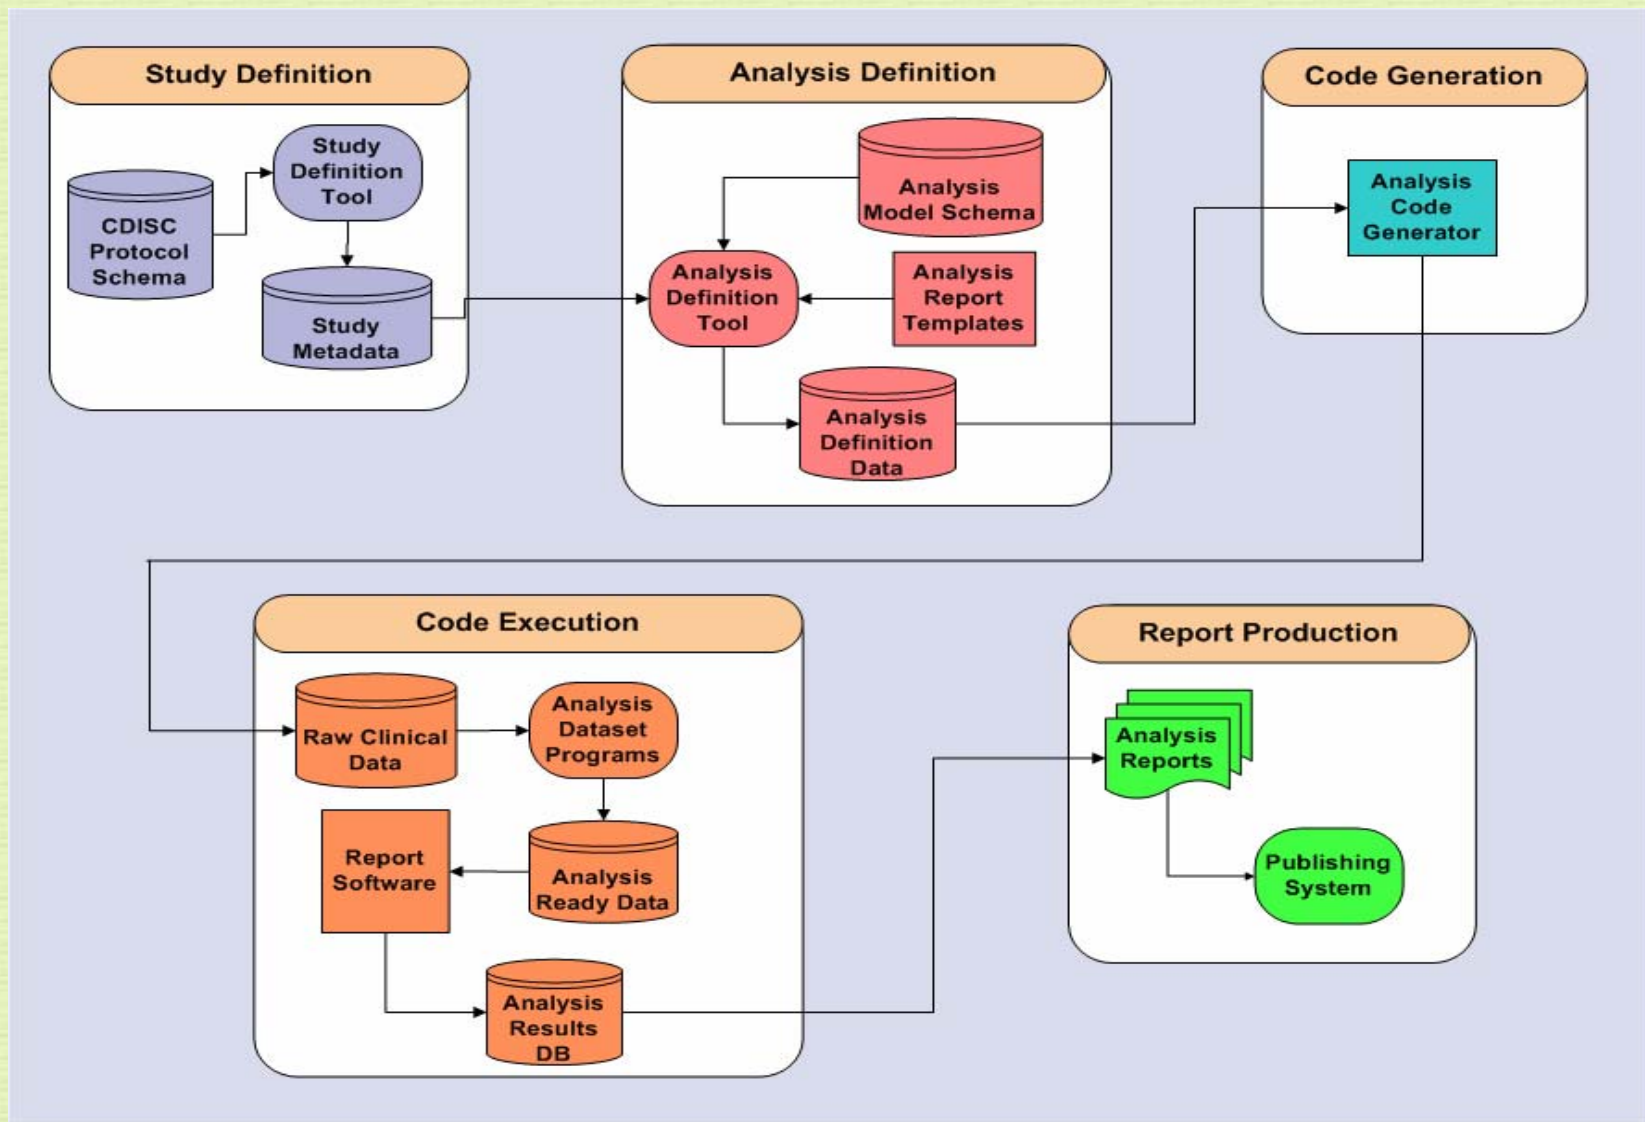 Study Definition
CDISC
Protocol
Schema
Study
Definition
Tool
Study
Metadata
Analysis Definition
Analysis
Model Schema
Analysis
Definition
Tool
Analysis
Report
Templates
Analysis
Definition
Data
Code Generation
Analysis
Code
Generator
Code Execution
Raw Clinical
Data
Analysis
Dataset
Programs
Report
Software
Analysis
Ready Data
Analysis
Results
DB
Report Production
Analysis
Reports
Publishing
System